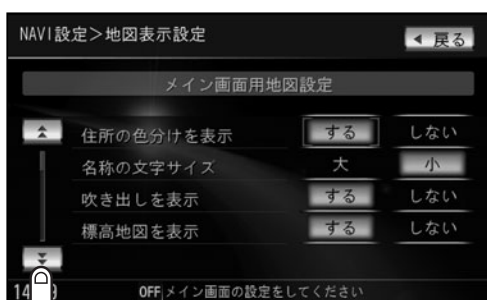 NAVI設定＞地図表示設定
◀ 戻る
メイン画面用地図設定
住所の色分けを表示 する しない
名称の文字サイズ 大 小
吹き出しを表示 する しない
標高地図を表示 する しない
OFF メイン画面の設定をしてください